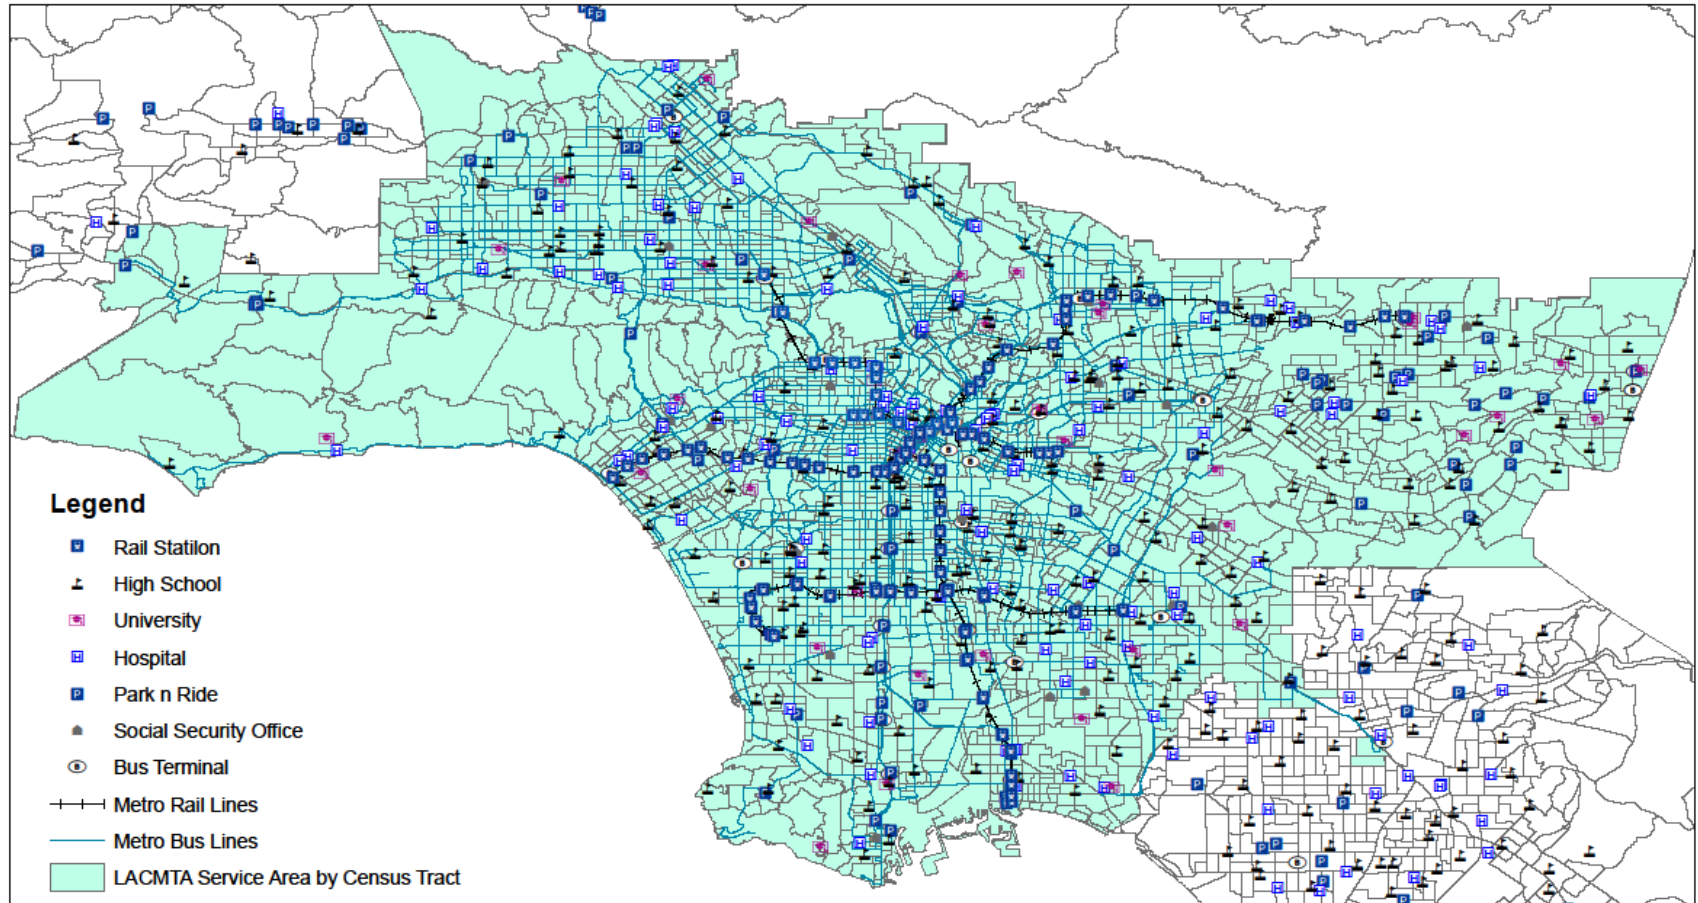 Legend
Rail Statilon
High School
University
Hospital
Park n Ride
Social Security Office
Bus Terminal
Metro Rail Lines
Metro Bus Lines
LACMTA Service Area by Census Tract